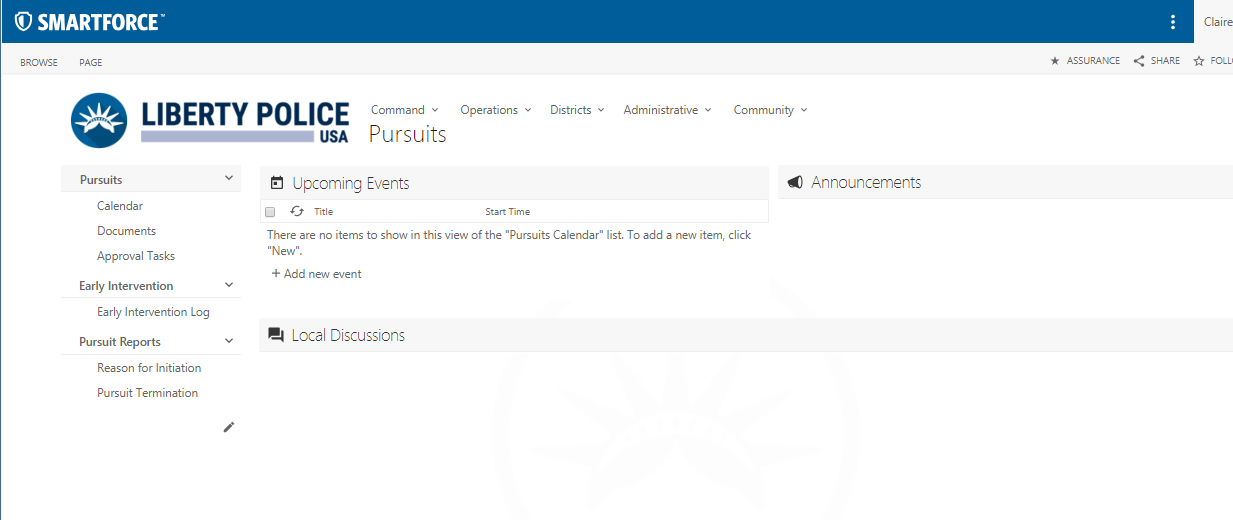 SMARTFORCE™
Claire
BROWSE PAGE
ASSURANCE SHARE
LIBERTY POLICE
USA
Command Operations Districts Administrative Community
Pursuits
Pursuits
Calendar
Documents
Approval Tasks
Early Intervention
Early Intervention Log
Pursuit Reports
Reason for Initiation
Pursuit Termination
Upcoming Events
Title Start Time
There are no items to show in this view of the "Pursuits Calendar" list. To add a new item, click
"New".
+ Add new event
Announcements
Local Discussions